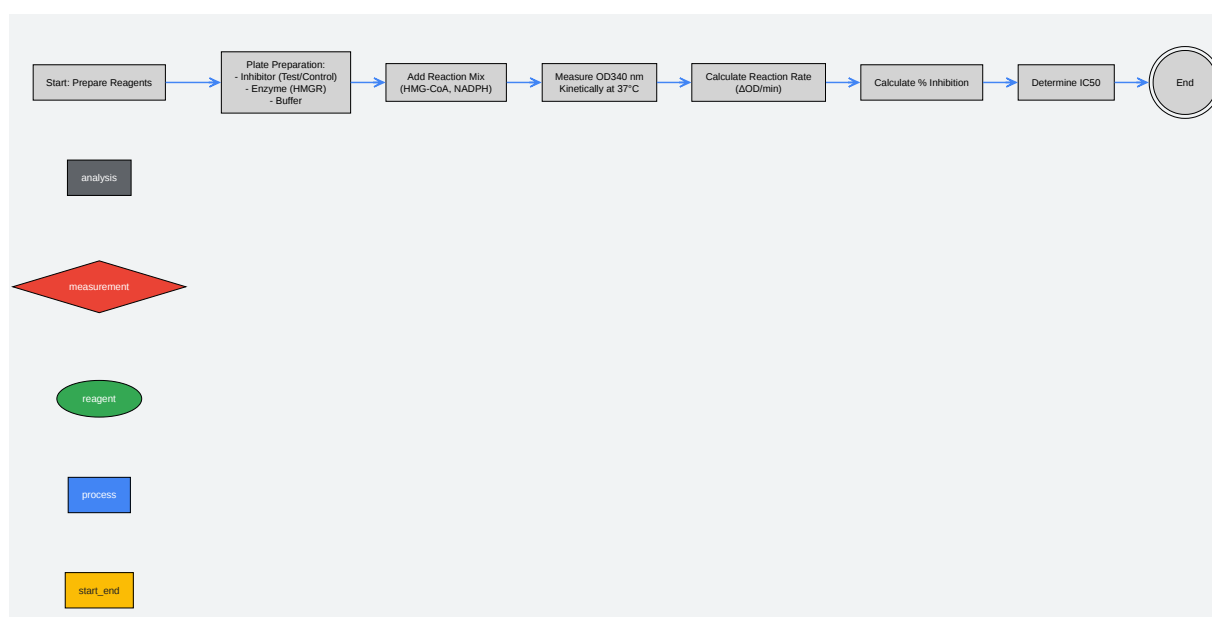 Start: Prepare Reagents
Plate Preparation:
- Inhibitor (Test/Control)
- Enzyme (HMGR)
- Buffer
Add Reaction Mix
(HMG-CoA, NADPH)
Measure OD340 nm
Kinetically at 37°C
Calculate Reaction Rate
(ΔOD/min)
Calculate % Inhibition
Determine IC50
End
analysis
measurement
reagent
process
start_end